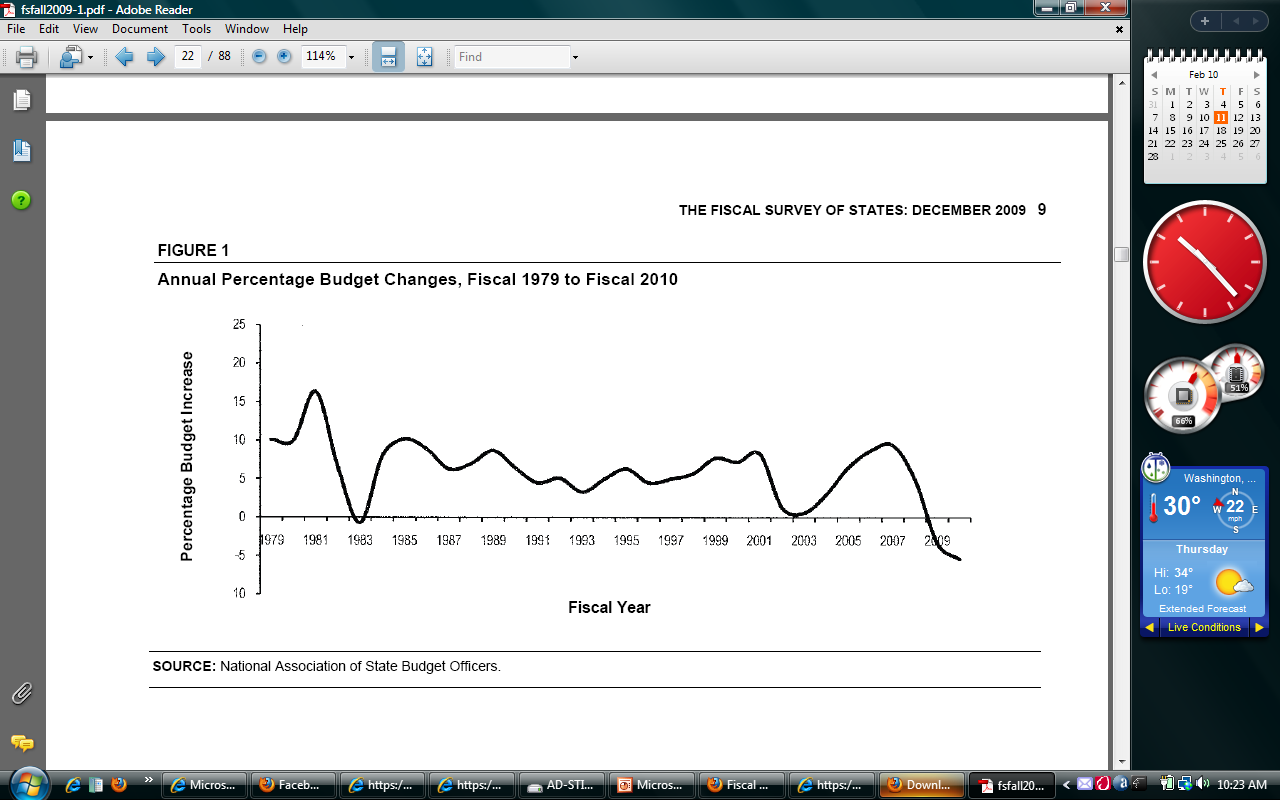 fsfall2009-1.pdf - Adobe Reader
File Edit View Document Tools Window Help
22 / 88 114% Find
THE FISCAL SURVEY OF STATES: DECEMBER 2009 9
FIGURE 1
Annual Percentage Budget Changes, Fiscal 1979 to Fiscal 2010
Percentage Budget Increase
25
20
15
10
5
0
-5
10
1979 1981 1983 1985 1987 1989 1991 1993 1995 1997 1999 2001 2003 2005 2007 2009
Fiscal Year
SOURCE: National Association of State Budget Officers.
Feb 10
S M T W T F S
31 1 2 3 4 5 6
7 8 9 10 11 12 13
14 15 16 17 18 19 20
21 22 23 24 25 26 27
28 1 2 3 4 5 6
51%
66%
Washington, ...
30°
N
W 22 E
mph
S
Thursday
Hi: 34°
Lo: 19°
Extended Forecast
Live Conditions
» Micros... Faceb... https:/... https:/... AD-STI... Micros... Fiscal ... https:/... Downl... fsfall20... < 10:23 AM